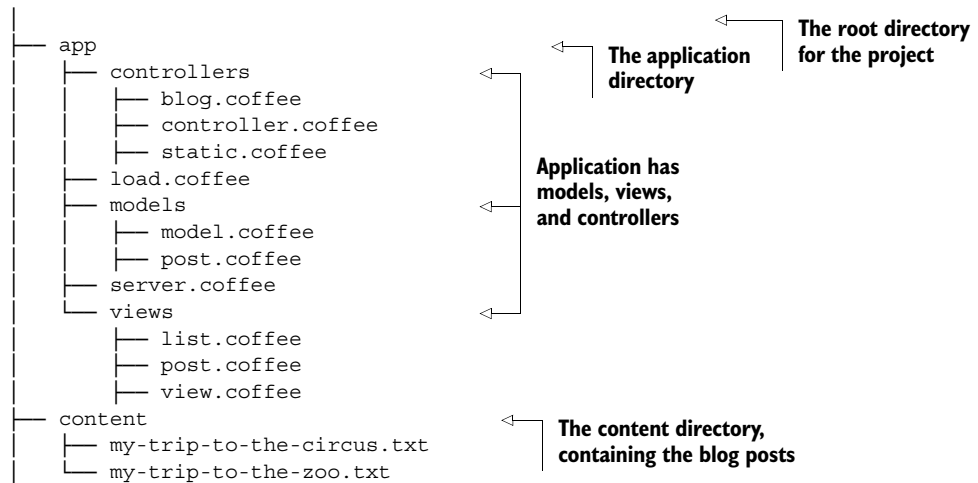 │
├── app
│   ├── controllers
│   │   ├── blog.coffee
│   │   ├── controller.coffee
│   │   ├── static.coffee
│   ├── load.coffee
│   ├── models
│   │   ├── model.coffee
│   │   ├── post.coffee
│   ├── server.coffee
│   └── views
│       ├── list.coffee
│       ├── post.coffee
│       ├── view.coffee
├── content
│   ├── my-trip-to-the-circus.txt
│   └── my-trip-to-the-zoo.txt
The root directory
for the project
The application
directory
Application has
models, views,
and controllers
The content directory,
containing the blog posts